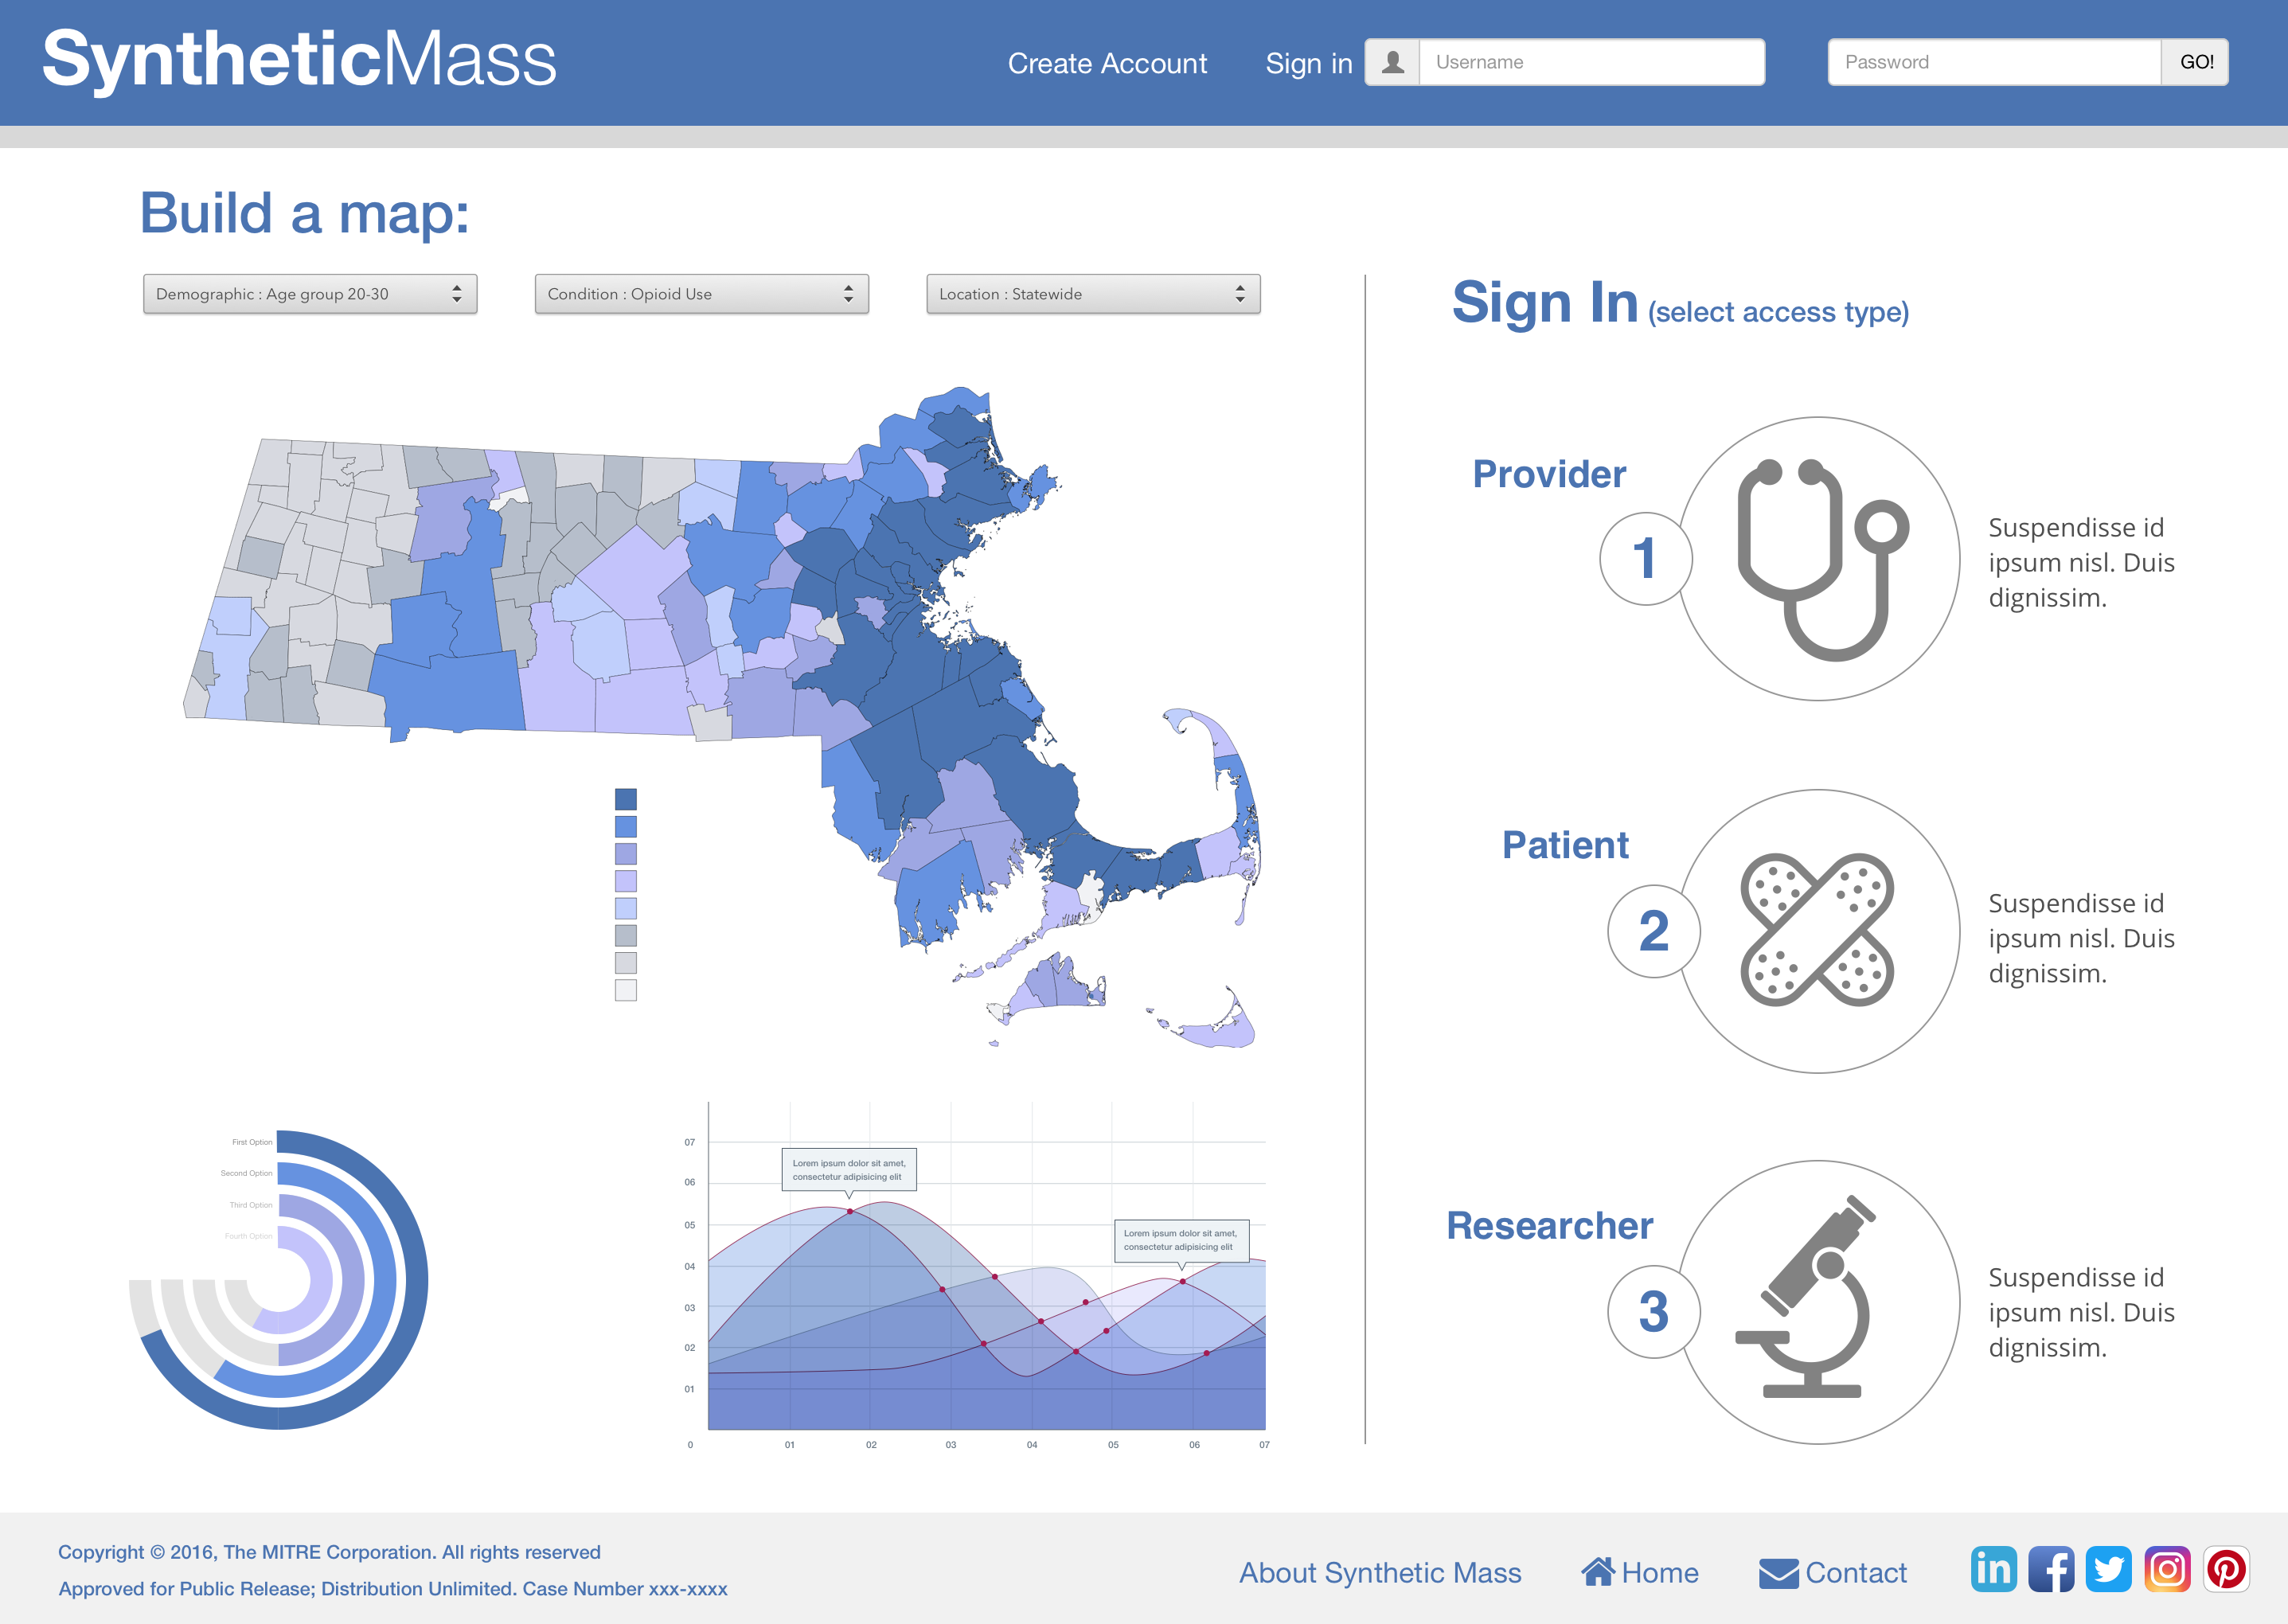 SyntheticMass
Create Account
Sign in
Username
Password
GO!
Build a map:
Demographic : Age group 20-30
Condition : Opioid Use
Location : Statewide
Sign In (select access type)
Provider
1
Suspendisse id
ipsum nisl. Duis
dignissim.
Patient
2
Suspendisse id
ipsum nisl. Duis
dignissim.
Researcher
3
Suspendisse id
ipsum nisl. Duis
dignissim.
First Option
Second Option
Third Option
Fourth Option
07
06
05
04
03
02
01
0
01
02
03
04
05
06
07
Lorem ipsum dolor sit amet,
consectetur adipisicing elit
Lorem ipsum dolor sit amet,
consectetur adipisicing elit
Copyright © 2016, The MITRE Corporation. All rights reserved
Approved for Public Release; Distribution Unlimited. Case Number xxx-xxxx
About Synthetic Mass
Home
Contact
in